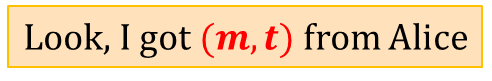 Look, I got (m, t) from Alice